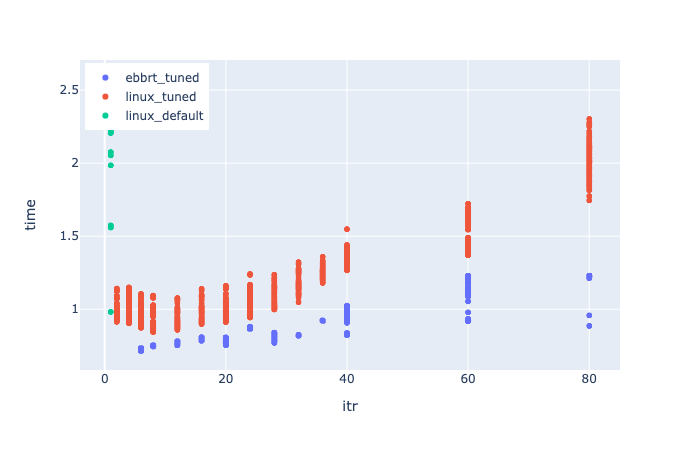 ebbrt_tuned
linux_tuned
linux_default
2.5
2
1.5
1
time
0 20 40 60 80
itr